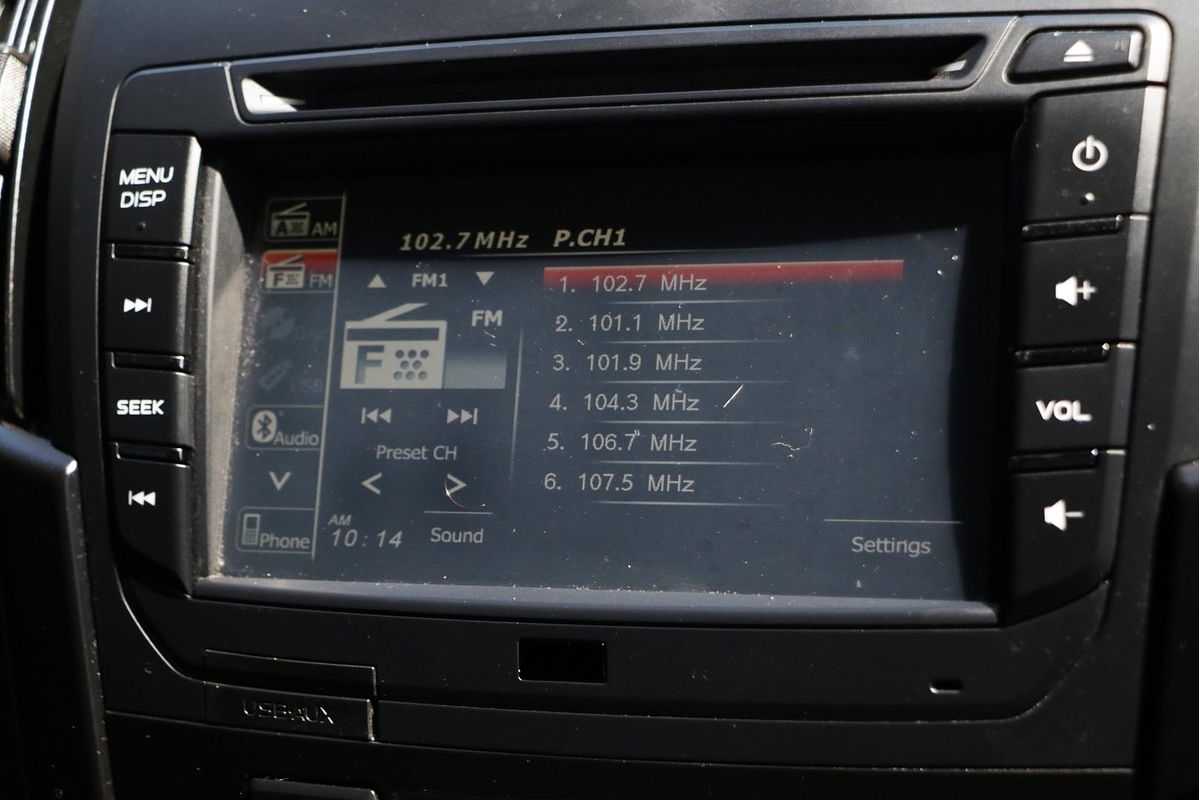 MENU
DISP
SEEK
VOL
AM
FM
USB
Audio
Phone
102.7 MHz P.CH1
FM1
FM
F
Preset CH
AM
10:14
Sound
1. 102.7 MHz
2. 101.1 MHz
3. 101.9 MHz
4. 104.3 MHz
5. 106.7 MHz
6. 107.5 MHz
Settings
USB·AUX